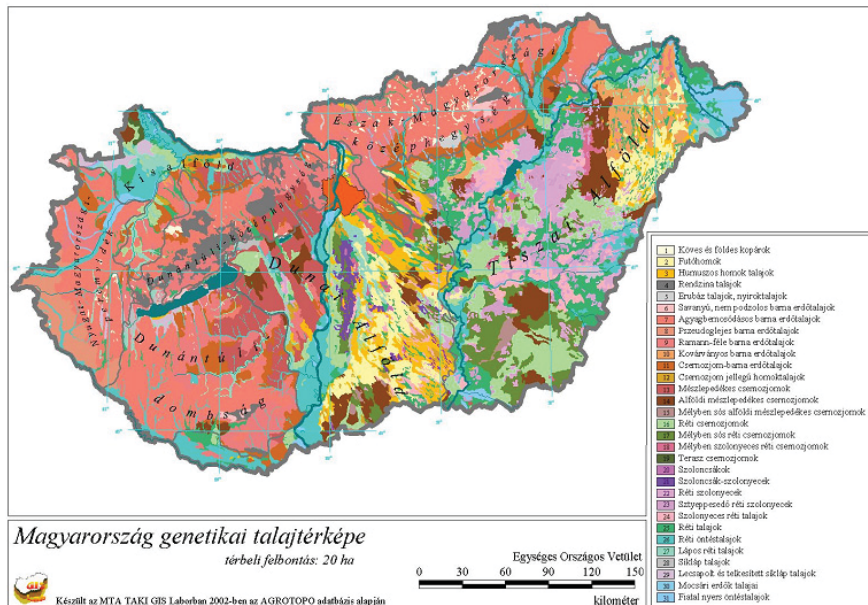 Észak-Magyarországi
középhegység
Kisalföld
Nyugat-Magyarországi-
peremvidék
Dunántúli-középhegység
Dunántúli-
dombság
Dunai Alföld
Tiszai Alföld
1 Köves és földes kopárok
2 Futóhomok
3 Humuszos homok talajok
4 Rendzina talajok
5 Erubáz talajok, nyiroktalajok
6 Savanyú, nem podzolos barna erdőtalajok
7 Agyagbemosódásos barna erdőtalajok
8 Pszeudoglejes barna erdőtalajok
9 Ramann-féle barna erdőtalajok
10 Kovárványos barna erdőtalajok
11 Csernozjom-barna erdőtalajok
12 Csernozjom jellegű homoktalajok
13 Mészlepedékes csernozjomok
14 Alföldi mészlepedékes csernozjomok
15 Mélyben sós alföldi mészlepedékes csernozjomok
16 Réti csernozjomok
17 Mélyben sós réti csernozjomok
18 Mélyben szolonyeces réti csernozjomok
19 Terasz csernozjomok
20 Szoloncsákok
21 Szoloncsák-szolonyecek
22 Réti szolonyecek
23 Sztyeppesedő réti szolonyecek
24 Szolonyeces réti talajok
25 Réti talajok
26 Réti öntéstalajok
27 Lápos réti talajok
28 Síkláp talajok
29 Lecsapolt és telkesített síkláp talajok
30 Mocsári erdők talajai
31 Fiatal nyers öntéstalajok
Magyarország genetikai talajtérképe
térbeli felbontás: 20 ha
Egységes Országos Vetület
0 30 60 90 120 150
kilométer
Készült az MTA TAKI GIS Laborban 2002-ben az AGROTOPO adatbázis alapján